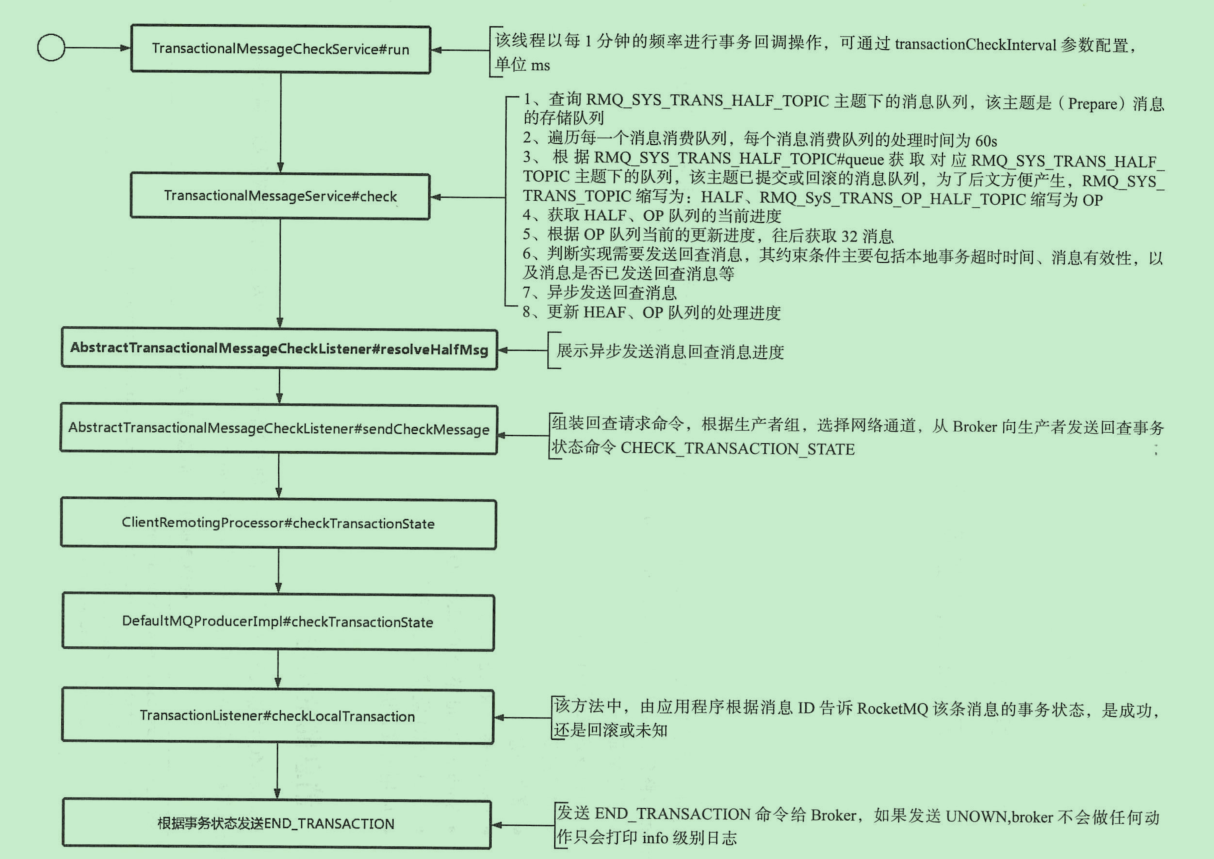 TransactionalMessageCheckService#run
该线程以每 1 分钟的频率进行事务回调操作，可通过 transactionCheckInterval 参数配置，
单位 ms
TransactionalMessageService#check
1、查询 RMQ_SYS_TRANS_HALF_TOPIC 主题下的消息队列，该主题是（Prepare）消息
的存储队列
2、遍历每一个消息消费队列，每个消息消费队列的处理时间为 60s
3、根据 RMQ_SYS_TRANS_HALF_TOPIC#queue 获取对应 RMQ_SYS_TRANS_HALF_
TOPIC 主题下的队列，该主题已提交或回滚的消息队列，为了后文方便产生，RMQ_SYS_
TRANS_TOPIC 缩写为：HALF、RMQ_SyS_TRANS_OP_HALF_TOPIC 缩写为 OP
4、获取 HALF、OP 队列的当前进度
5、根据 OP 队列当前的更新进度，往后获取 32 消息
6、判断实现需要发送回查消息，其约束条件主要包括本地事务超时时间、消息有效性，以
及消息是否已发送回查消息等
7、异步发送回查消息
8、更新 HEAF、OP 队列的处理进度
AbstractTransactionalMessageCheckListener#resolveHalfMsg
展示异步发送消息回查消息进度
AbstractTransactionalMessageCheckListener#sendCheckMessage
组装回查请求命令，根据生产者组，选择网络通道，从 Broker 向生产者发送回查事务
状态命令 CHECK_TRANSACTION_STATE
ClientRemotingProcessor#checkTransactionState
DefaultMQProducerImpl#checkTransactionState
TransactionListener#checkLocalTransaction
该方法中，由应用程序根据消息 ID 告诉 RocketMQ 该条消息的事务状态，是成功，
还是回滚或未知
根据事务状态发送END_TRANSACTION
发送 END_TRANSACTION 命令给 Broker，如果发送 UNOWN,broker 不会做任何动
作只会打印 info 级别日志